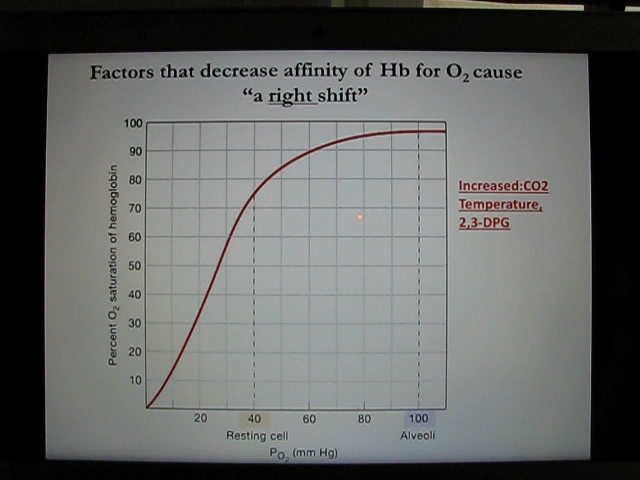 Factors that decrease affinity of Hb for O2 cause
“a right shift”
100
90
80
70
60
50
40
30
20
10
Percent O2 saturation of hemoglobin
Increased:CO2
Temperature,
2,3-DPG
20 40 60 80 100
Resting cell Alveoli
PO2 (mm Hg)